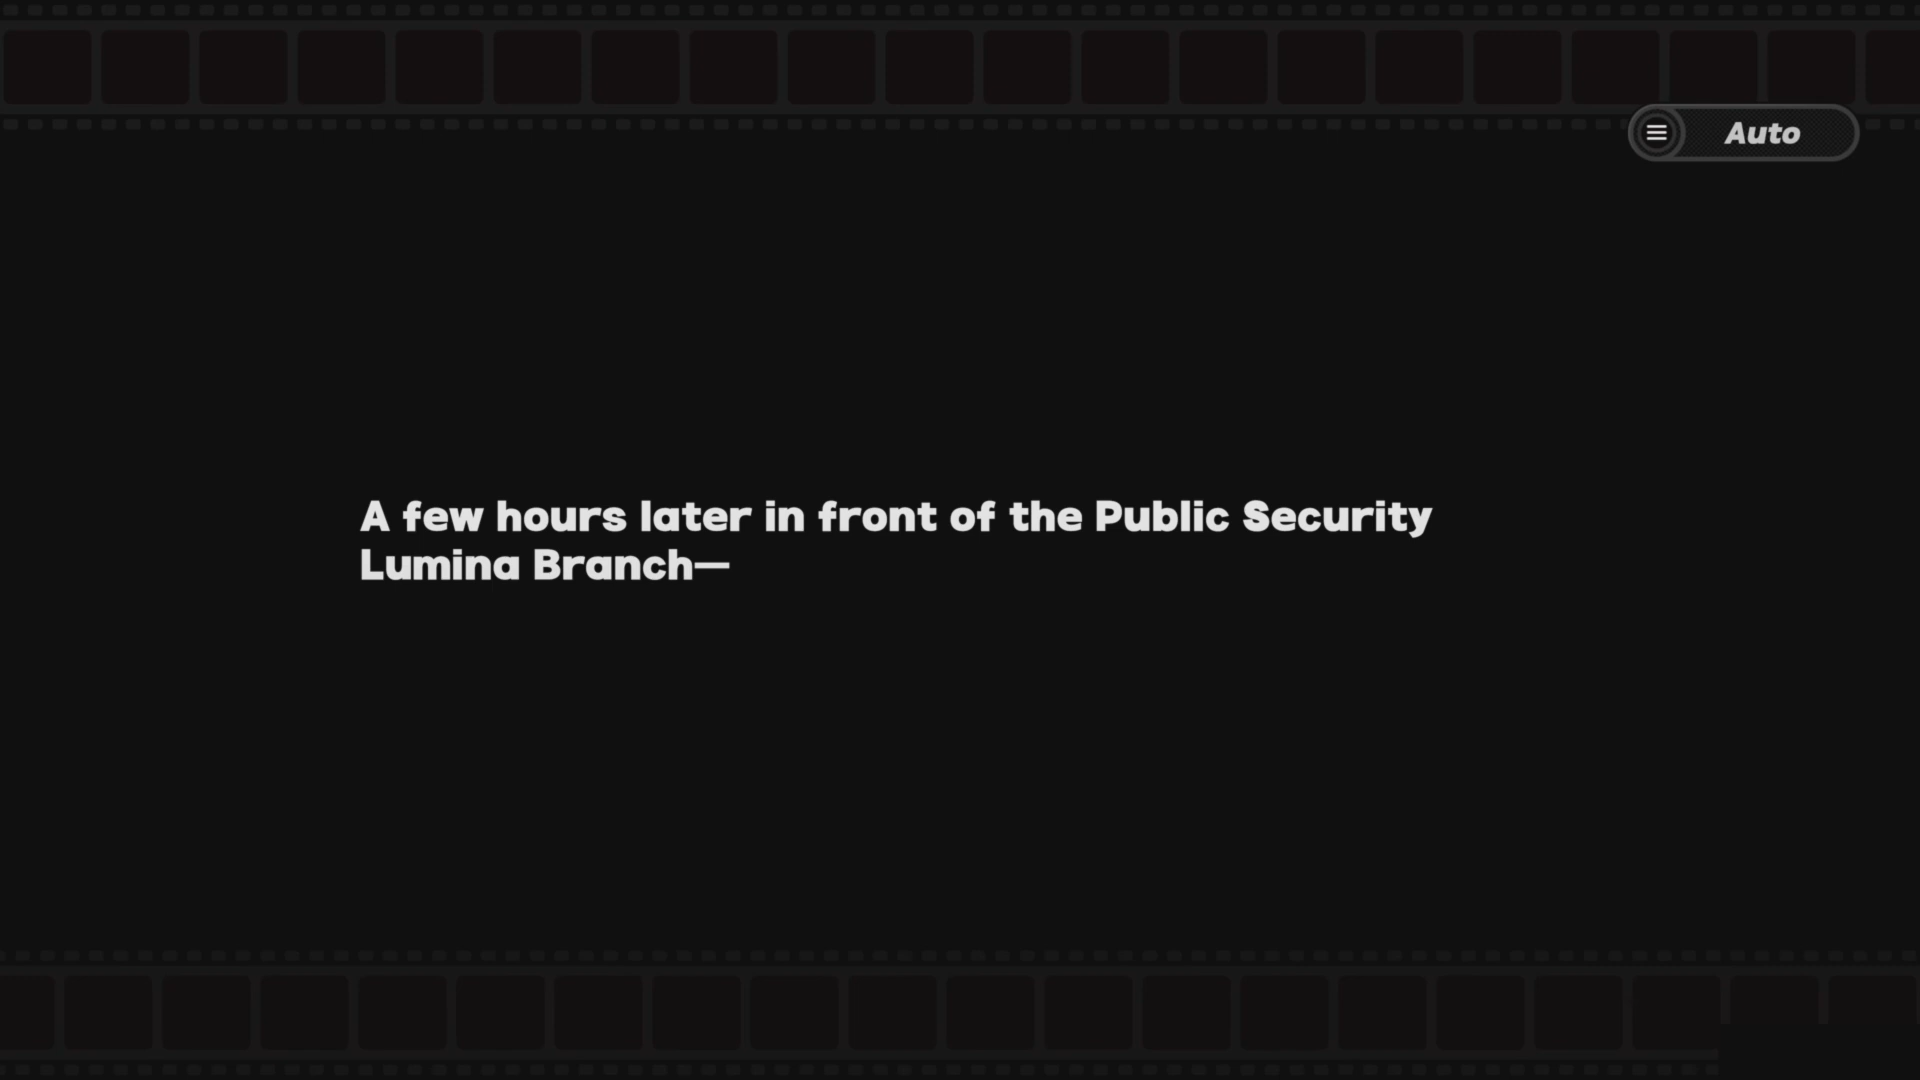 Auto
A few hours later in front of the Public Security
Lumina Branch—